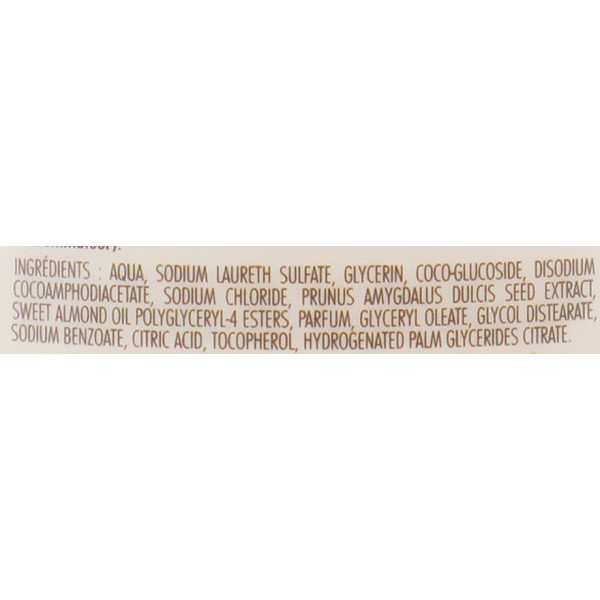 INGRÉDIENTS : AQUA, SODIUM LAURETH SULFATE, GLYCERIN, COCO-GLUCOSIDE, DISODIUM
COCOAMPHODIACETATE, SODIUM CHLORIDE, PRUNUS AMYGDALUS DULCIS SEED EXTRACT,
SWEET ALMOND OIL POLYGLYCERYL-4 ESTERS, PARFUM, GLYCERYL OLEATE, GLYCOL DISTEARATE,
SODIUM BENZOATE, CITRIC ACID, TOCOPHEROL, HYDROGENATED PALM GLYCERIDES CITRATE.